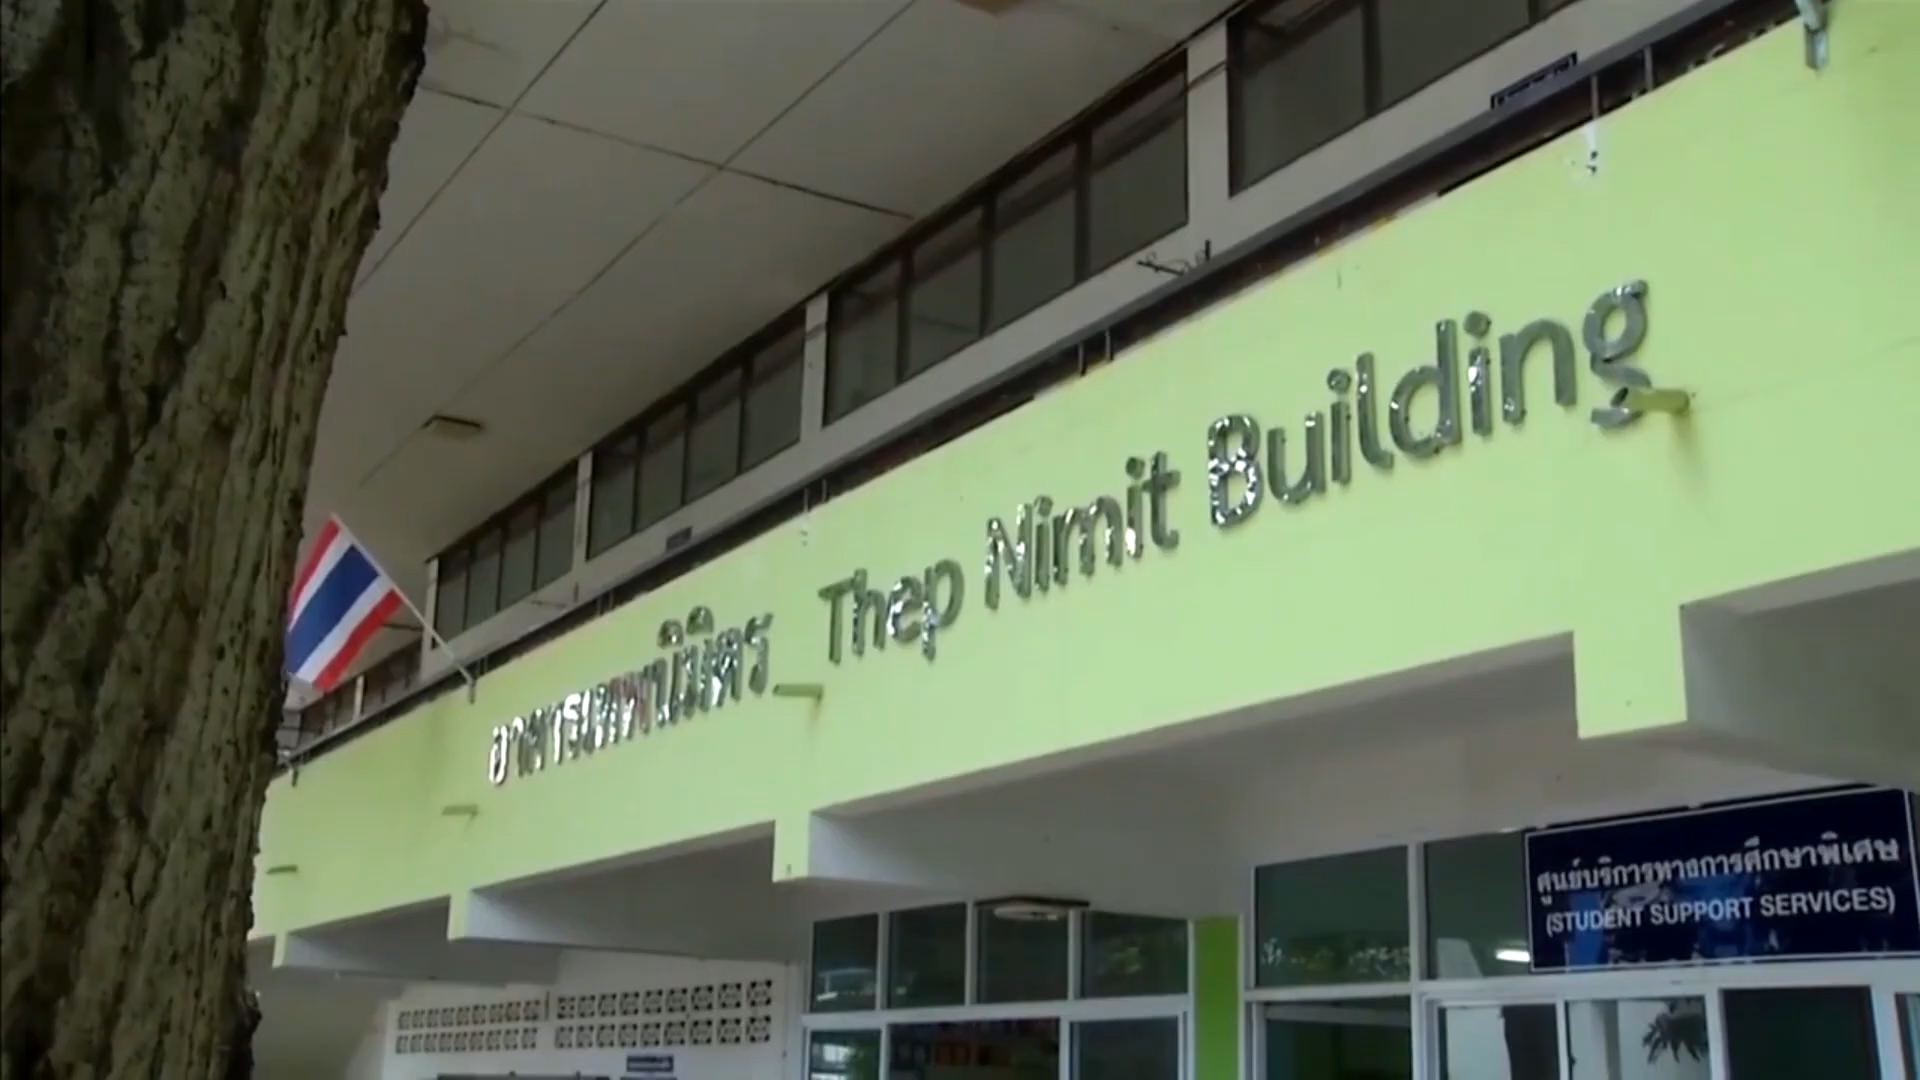 อาคารเทพนิมิตร Thep Nimit Building
ศูนย์บริการทางการศึกษาพิเศษ
(STUDENT SUPPORT SERVICES)